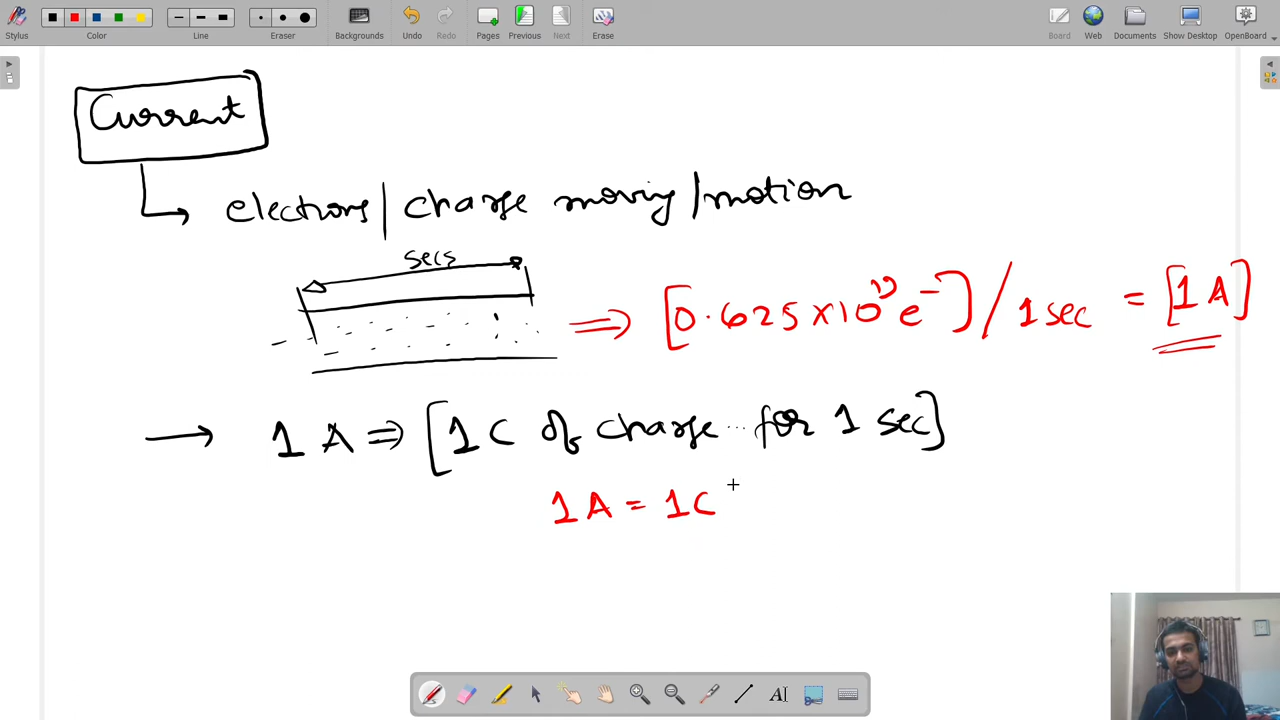 Stylus
Color
Line
Eraser
Backgrounds
Undo
Redo
Pages
Previous
Next
Erase
Board
Web
Documents
Show Desktop
OpenBoard
Current
electrons/charge moving/motion
secs
⇒ [0.625×10¹⁹ e⁻] / 1 sec = [1 A]
→ 1 A ⇒ [1 C of charge .. for 1 sec]
1 A = 1 C
AI